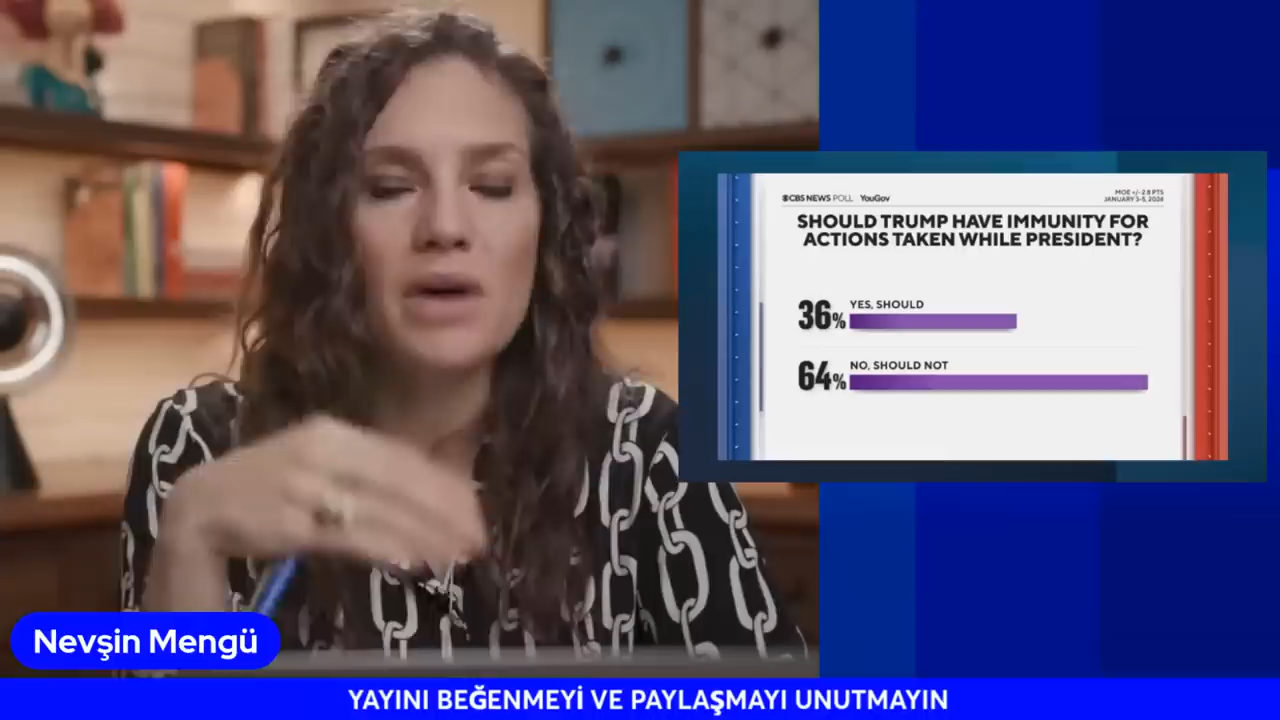 CBS NEWS POLL YouGov
MOE +/- 2.8 PTS
JANUARY 3-5, 2024
SHOULD TRUMP HAVE IMMUNITY FOR
ACTIONS TAKEN WHILE PRESIDENT?
36% YES, SHOULD
64% NO, SHOULD NOT
Nevşin Mengü
YAYINI BEĞENMEYİ VE PAYLAŞMAYI UNUTMAYIN